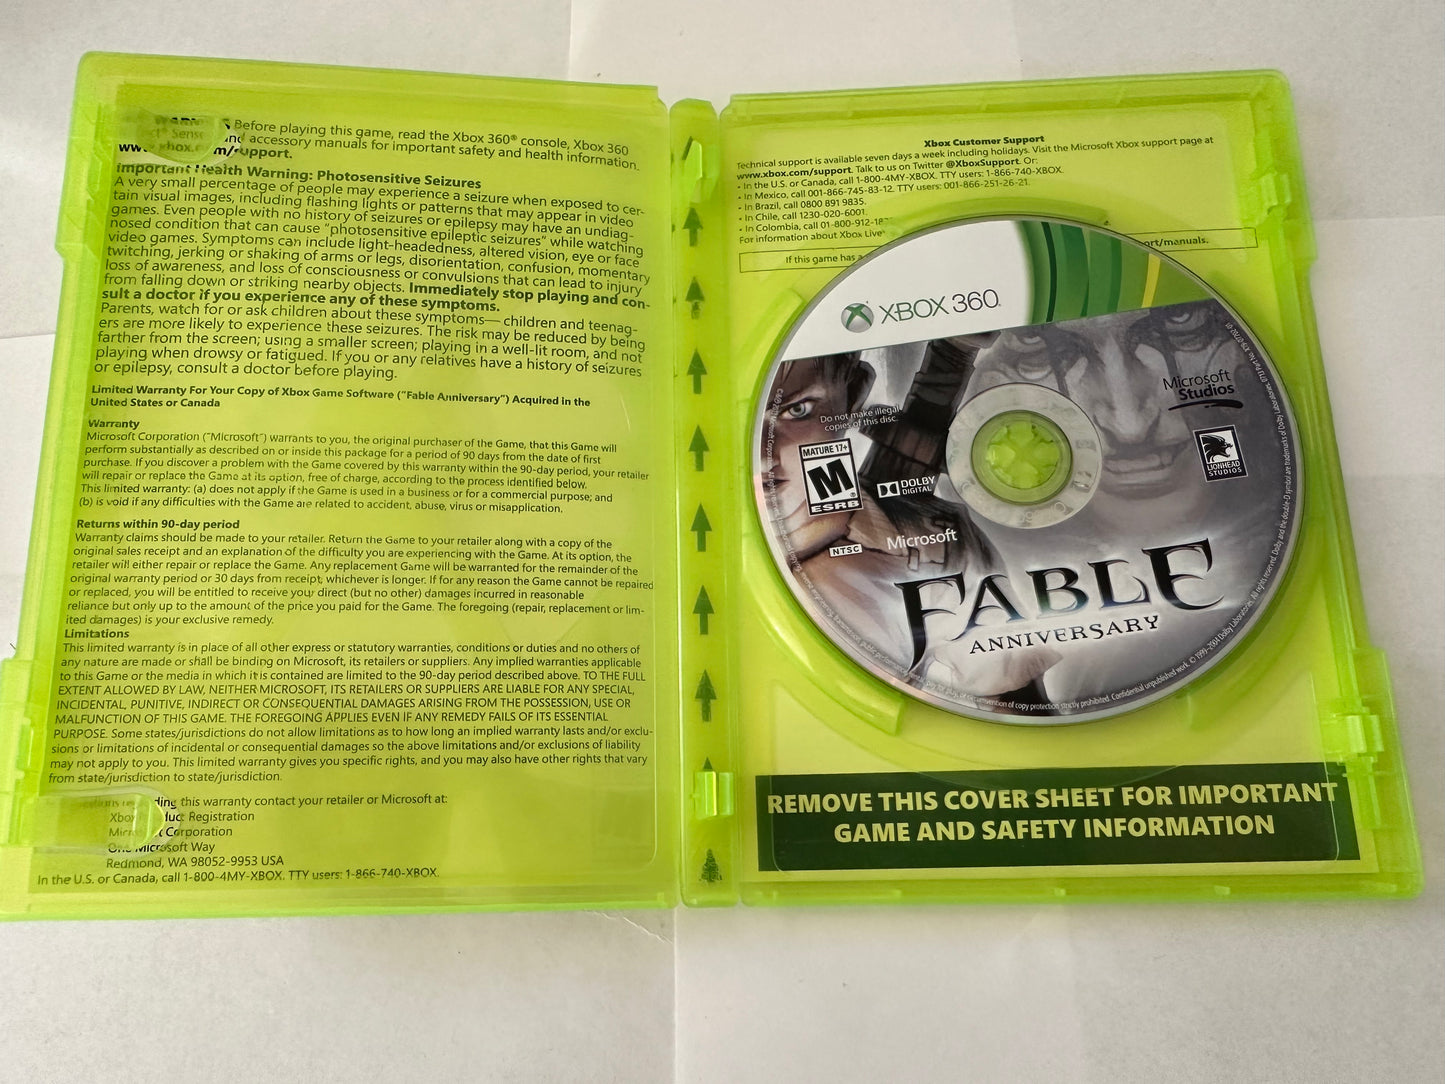 WARNING Before playing this game, read the Xbox 360® console, Xbox 360
and accessory manuals for important safety and health information.
www.xbox.com/support.
Important Health Warning: Photosensitive Seizures
A very small percentage of people may experience a seizure when exposed to cer-
tain visual images, including flashing lights or patterns that may appear in video
games. Even people with no history of seizures or epilepsy may have an undiag-
nosed condition that can cause "photosensitive epileptic seizures" while watching
video games. Symptoms can include light-headedness, altered vision, eye or face
twitching, jerking or shaking of arms or legs, disorientation, confusion, momentary
loss of awareness, and loss of consciousness or convulsions that can lead to injury
from falling down or striking nearby objects. Immediately stop playing and con-
sult a doctor if you experience any of these symptoms.
Parents, watch for or ask children about these symptoms— children and teenag-
ers are more likely to experience these seizures. The risk may be reduced by being
farther from the screen; using a smaller screen; playing in a well-lit room, and not
playing when drowsy or fatigued. If you or any relatives have a history of seizures
or epilepsy, consult a doctor before playing.
Limited Warranty For Your Copy of Xbox Game Software ("Fable Anniversary") Acquired in the
United States or Canada
Warranty
Microsoft Corporation ("Microsoft") warrants to you, the original purchaser of the Game, that this Game will
perform substantially as described on or inside this package for a period of 90 days from the date of first
purchase. If you discover a problem with the Game covered by this warranty within the 90-day period, your retailer
will repair or replace the Game at its option, free of charge, according to the process identified below.
This limited warranty: (a) does not apply if the Game is used in a business or for a commercial purpose; and
(b) is void if any difficulties with the Game are related to accident, abuse, virus or misapplication.
Returns within 90-day period
Warranty claims should be made to your retailer. Return the Game to your retailer along with a copy of the
original sales receipt and an explanation of the difficulty you are experiencing with the Game. At its option, the
retailer will either repair or replace the Game. Any replacement Game will be warranted for the remainder of the
original warranty period or 30 days from receipt, whichever is longer. If for any reason the Game cannot be repaired
or replaced, you will be entitled to receive your direct (but no other) damages incurred in reasonable
reliance but only up to the amount of the price you paid for the Game. The foregoing (repair, replacement or lim-
ited damages) is your exclusive remedy.
Limitations
This limited warranty is in place of all other express or statutory warranties, conditions or duties and no others of
any nature are made or shall be binding on Microsoft, its retailers or suppliers. Any implied warranties applicable
to this Game or the media in which it is contained are limited to the 90-day period described above. TO THE FULL
EXTENT ALLOWED BY LAW, NEITHER MICROSOFT, ITS RETAILERS OR SUPPLIERS ARE LIABLE FOR ANY SPECIAL,
INCIDENTAL, PUNITIVE, INDIRECT OR CONSEQUENTIAL DAMAGES ARISING FROM THE POSSESSION, USE OR
MALFUNCTION OF THIS GAME. THE FOREGOING APPLIES EVEN IF ANY REMEDY FAILS OF ITS ESSENTIAL
PURPOSE. Some states/jurisdictions do not allow limitations as to how long an implied warranty lasts and/or exclu-
sions or limitations of incidental or consequential damages so the above limitations and/or exclusions of liability
may not apply to you. This limited warranty gives you specific rights, and you may also have other rights that vary
from state/jurisdiction to state/jurisdiction.
this warranty contact your retailer or Microsoft at:
Xbox Product Registration
Microsoft Corporation
One Microsoft Way
Redmond, WA 98052-9953 USA
In the U.S. or Canada, call 1-800-4MY-XBOX. TTY users: 1-866-740-XBOX.
Xbox Customer Support
Technical support is available seven days a week including holidays. Visit the Microsoft Xbox support page at
www.xbox.com/support. Talk to us on Twitter @XboxSupport. Or:
• In the U.S. or Canada, call 1-800-4MY-XBOX. TTY users: 1-866-740-XBOX.
• In Mexico, call 001-866-745-83-12. TTY users: 001-866-251-26-21.
• In Brazil, call 0800 891 9835.
• In Chile, call 1230-020-6001.
• In Colombia, call 01-800-912-
For information about Xbox Live
If this game has a
XBOX 360
Microsoft
Studios
Do not make illegal
copies of this disc.
MATURE 17+
M
ESRB
DOLBY
DIGITAL
LIONHEAD
STUDIOS
NTSC
Microsoft
FABLE
ANNIVERSARY
REMOVE THIS COVER SHEET FOR IMPORTANT
GAME AND SAFETY INFORMATION